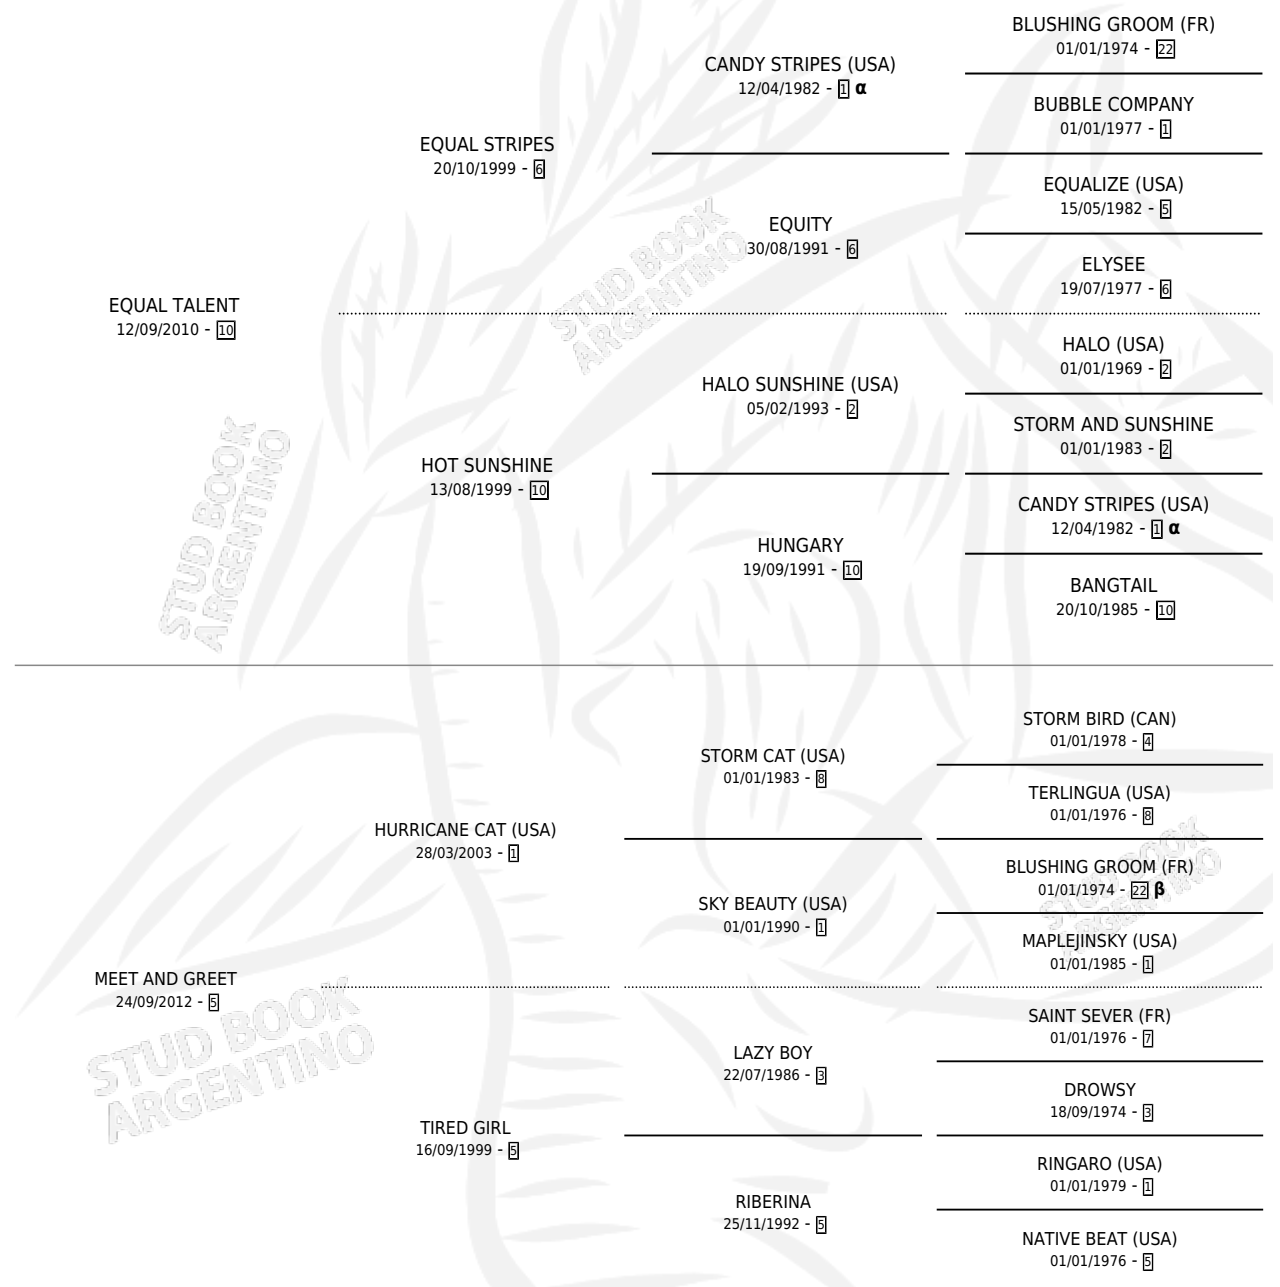 BLUSHING GROOM (FR)
01/01/1974 - 22
CANDY STRIPES (USA)
12/04/1982 - 1 α
BUBBLE COMPANY
01/01/1977 - 1
EQUAL STRIPES
20/10/1999 - 6
EQUALIZE (USA)
15/05/1982 - 5
EQUITY
30/08/1991 - 6
ELYSEE
19/07/1977 - 6
EQUAL TALENT
12/09/2010 - 10
HALO (USA)
01/01/1969 - 2
HALO SUNSHINE (USA)
05/02/1993 - 2
STORM AND SUNSHINE
01/01/1983 - 2
HOT SUNSHINE
13/08/1999 - 10
CANDY STRIPES (USA)
12/04/1982 - 1 α
HUNGARY
19/09/1991 - 10
BANGTAIL
20/10/1985 - 10
STORM BIRD (CAN)
01/01/1978 - 4
STORM CAT (USA)
01/01/1983 - 8
TERLINGUA (USA)
01/01/1976 - 8
HURRICANE CAT (USA)
28/03/2003 - 1
BLUSHING GROOM (FR)
01/01/1974 - 22 β
SKY BEAUTY (USA)
01/01/1990 - 1
MAPLEJINSKY (USA)
01/01/1985 - 1
MEET AND GREET
24/09/2012 - 5
SAINT SEVER (FR)
01/01/1976 - 7
LAZY BOY
22/07/1986 - 3
DROWSY
18/09/1974 - 3
TIRED GIRL
16/09/1999 - 5
RINGARO (USA)
01/01/1979 - 1
RIBERINA
25/11/1992 - 5
NATIVE BEAT (USA)
01/01/1976 - 5
STUD BOOK
ARGENTINO
STUD BOOK
ARGENTINO
STUD BOOK
ARGENTINO
STUD BOOK
ARGENTINO